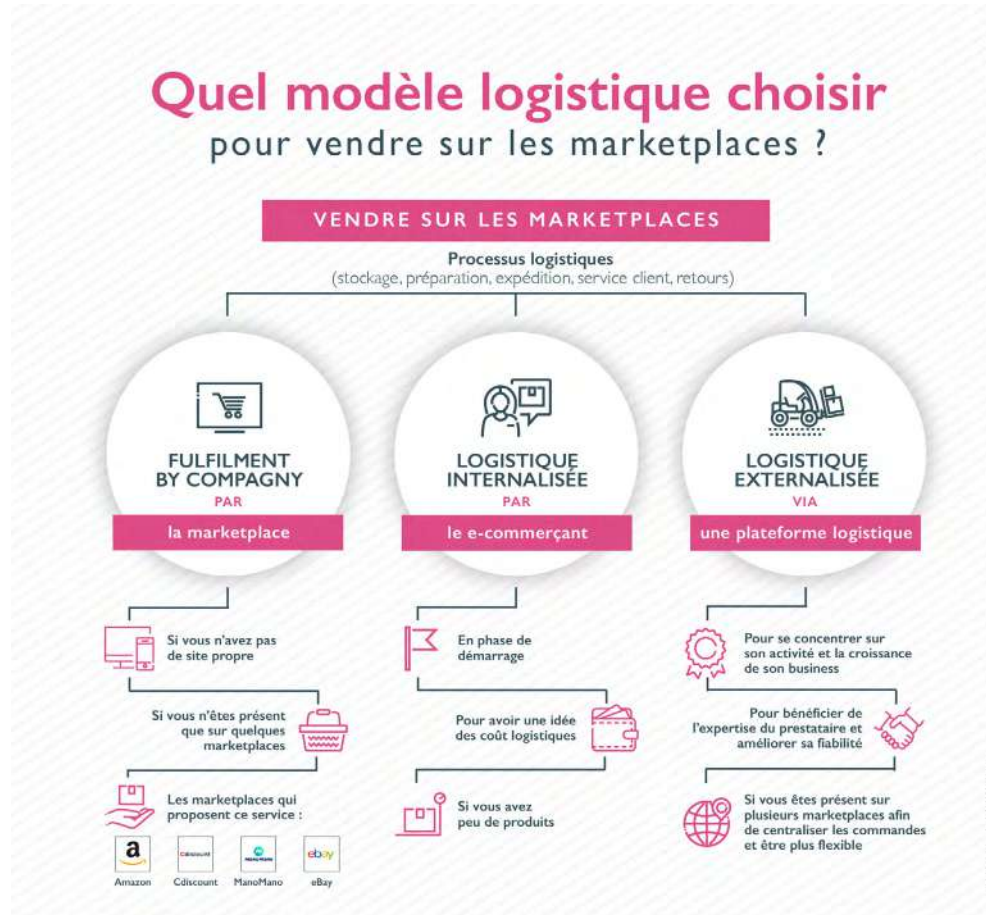 Quel modèle logistique choisir
pour vendre sur les marketplaces ?
VENDRE SUR LES MARKETPLACES
Processus logistiques
(stockage, préparation, expédition, service client, retours)
FULFILMENT
BY COMPAGNY
PAR
la marketplace
Si vous n'avez pas
de site propre
Si vous n'êtes présent
que sur quelques
marketplaces
Les marketplaces qui
proposent ce service :
a
Cdiscount
ManoMano
ebay
Amazon
Cdiscount
ManoMano
eBay
LOGISTIQUE
INTERNALISÉE
PAR
le e-commerçant
En phase de
démarrage
Pour avoir une idée
des coût logistiques
Si vous avez
peu de produits
LOGISTIQUE
EXTERNALISÉE
VIA
une plateforme logistique
Pour se concentrer sur
son activité et la croissance
de son business
Pour bénéficier de
l'expertise du prestataire et
améliorer sa fiabilité
Si vous êtes présent sur
plusieurs marketplaces afin
de centraliser les commandes
et être plus flexible